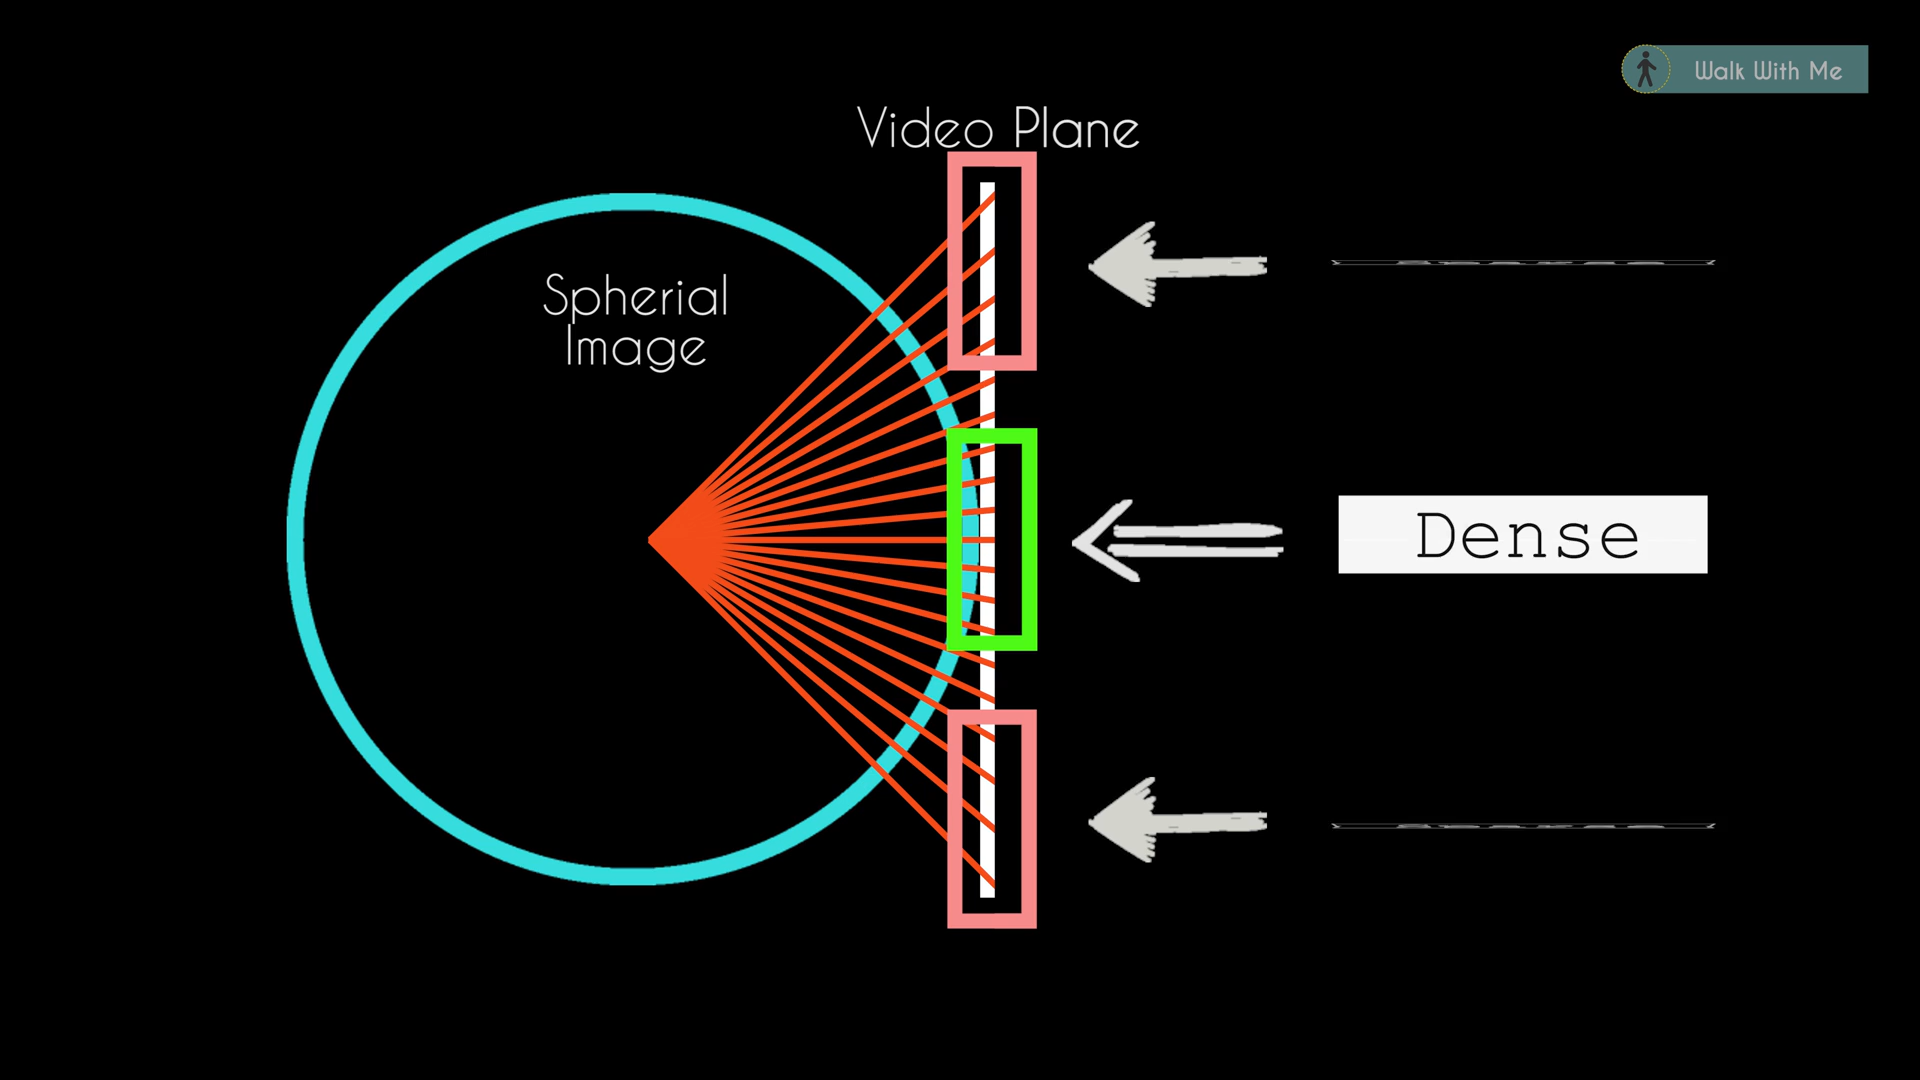 Walk With Me
Video Plane
Spherial
Image
Dense